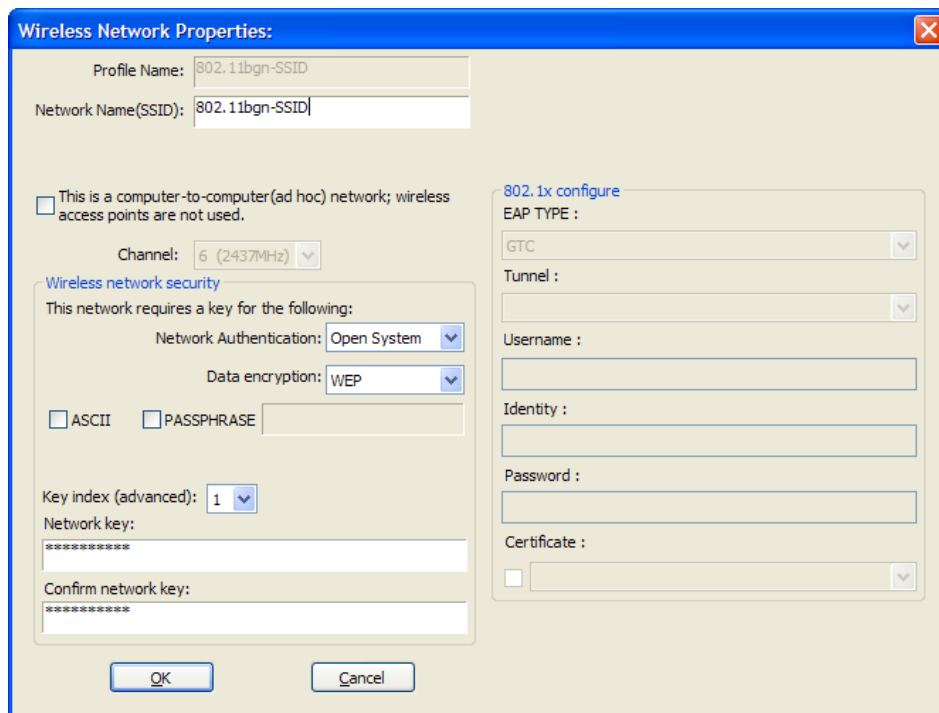 Wireless Network Properties:
Profile Name: 802.11bgn-SSID
Network Name(SSID): 802.11bgn-SSID
This is a computer-to-computer(ad hoc) network; wireless
access points are not used.
Channel: 6 (2437MHz)
Wireless network security
This network requires a key for the following:
Network Authentication: Open System
Data encryption: WEP
ASCII PASSPHRASE
Key index (advanced): 1
Network key:
**********
Confirm network key:
**********
OK Cancel
802.1x configure
EAP TYPE :
GTC
Tunnel :
Username :
Identity :
Password :
Certificate :